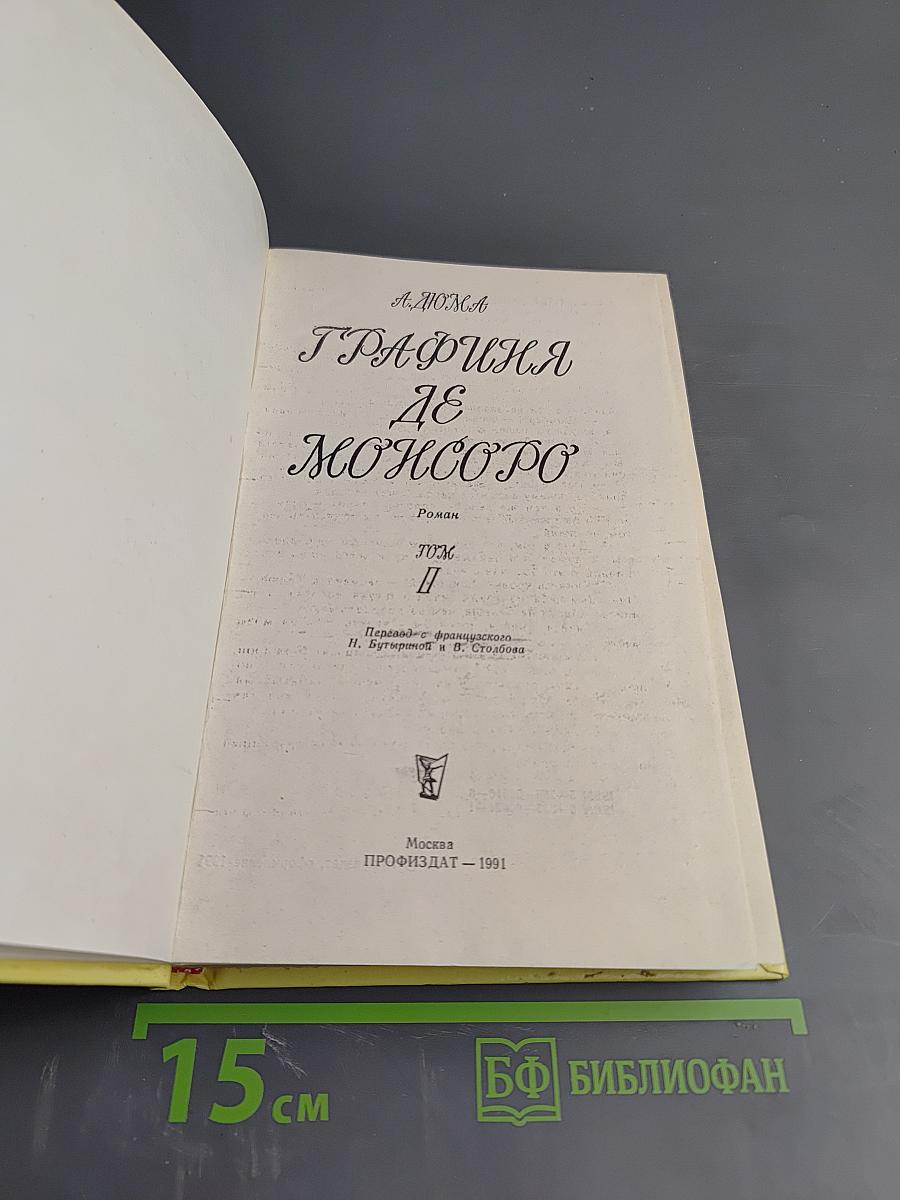 А. ДЮМА
ГРАФИНЯ
ДЕ
МОНСОРО
Роман
ТОМ
II
Перевод с французского
Н. Бутыриной и В. Столбова
Москва
ПРОФИЗДАТ — 1991
15 см
БФ БИБЛИОФАН